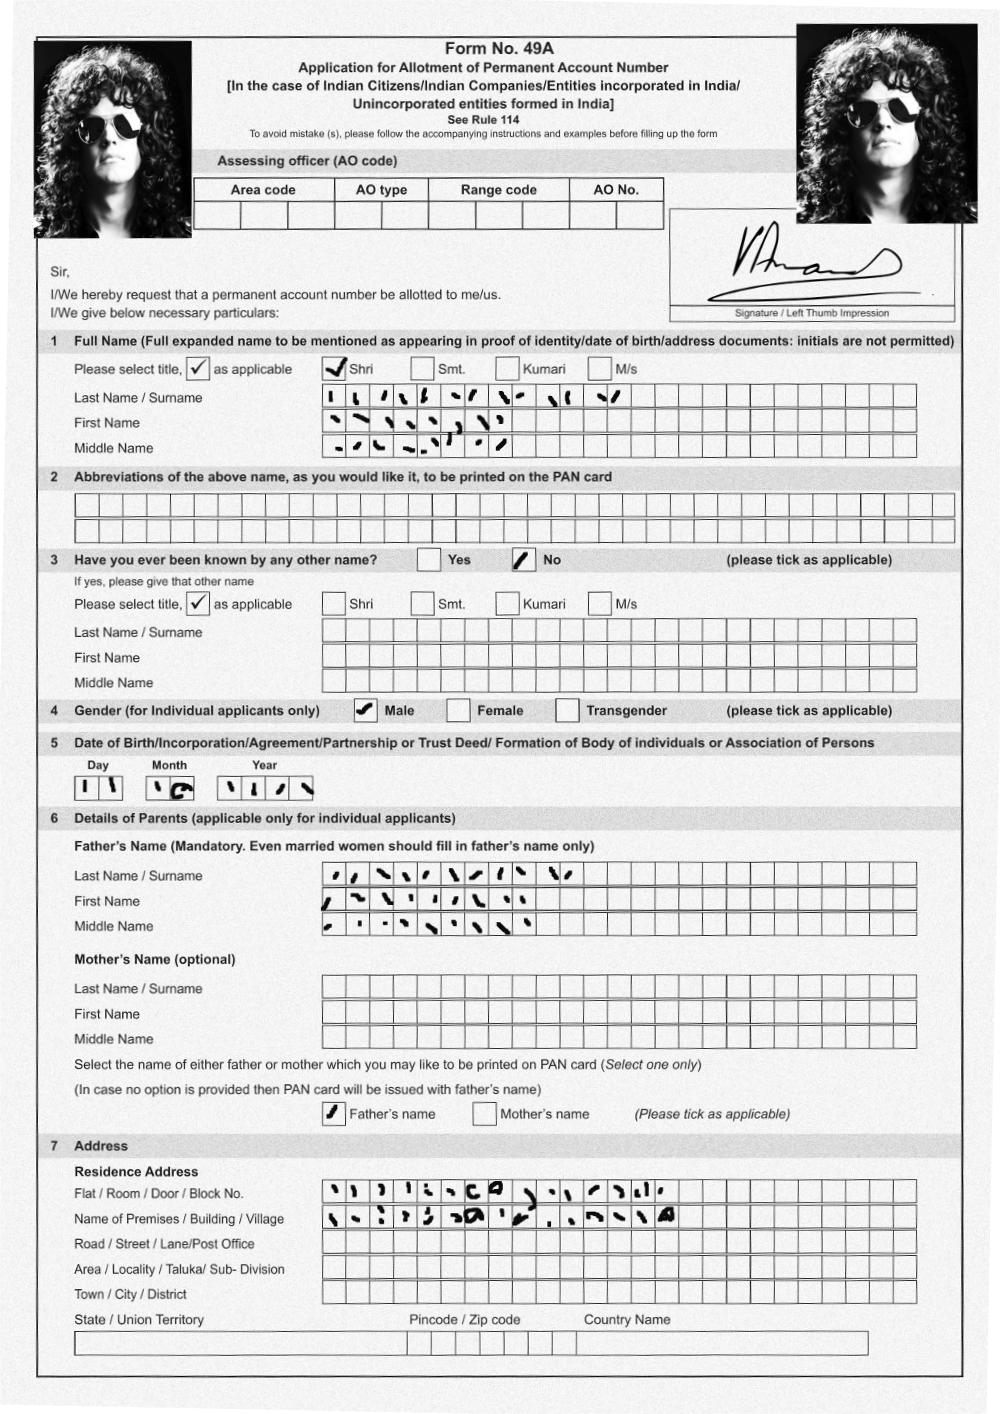 Form No. 49A
Application for Allotment of Permanent Account Number
[In the case of Indian Citizens/Indian Companies/Entities incorporated in India/
Unincorporated entities formed in India]
See Rule 114
To avoid mistake (s), please follow the accompanying instructions and examples before filling up the form
Assessing officer (AO code)
Area code AO type Range code AO No.
Sir,
I/We hereby request that a permanent account number be allotted to me/us.
I/We give below necessary particulars:
Signature / Left Thumb Impression
1 Full Name (Full expanded name to be mentioned as appearing in proof of identity/date of birth/address documents: initials are not permitted)
Please select title, ✓ as applicable ✓ Shri Smt. Kumari M/s
Last Name / Surname
First Name
Middle Name
2 Abbreviations of the above name, as you would like it, to be printed on the PAN card
3 Have you ever been known by any other name? Yes No (please tick as applicable)
If yes, please give that other name
Please select title, ✓ as applicable Shri Smt. Kumari M/s
Last Name / Surname
First Name
Middle Name
4 Gender (for Individual applicants only) Male Female Transgender (please tick as applicable)
5 Date of Birth/Incorporation/Agreement/Partnership or Trust Deed/ Formation of Body of individuals or Association of Persons
Day Month Year
6 Details of Parents (applicable only for individual applicants)
Father's Name (Mandatory. Even married women should fill in father's name only)
Last Name / Surname
First Name
Middle Name
Mother's Name (optional)
Last Name / Surname
First Name
Middle Name
Select the name of either father or mother which you may like to be printed on PAN card (Select one only)
(In case no option is provided then PAN card will be issued with father's name)
Father's name Mother's name (Please tick as applicable)
7 Address
Residence Address
Flat / Room / Door / Block No.
Name of Premises / Building / Village
Road / Street / Lane/Post Office
Area / Locality / Taluka/ Sub- Division
Town / City / District
State / Union Territory Pincode / Zip code Country Name